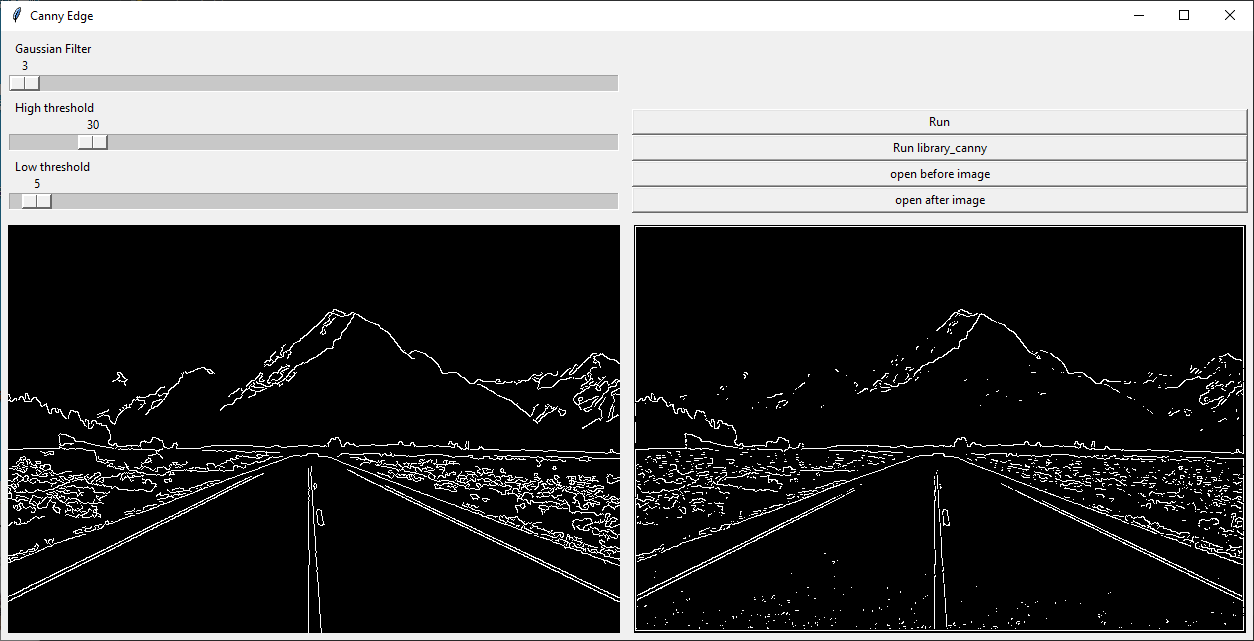 Canny Edge
Gaussian Filter
3
High threshold
30
Low threshold
5
Run
Run library_canny
open before image
open after image